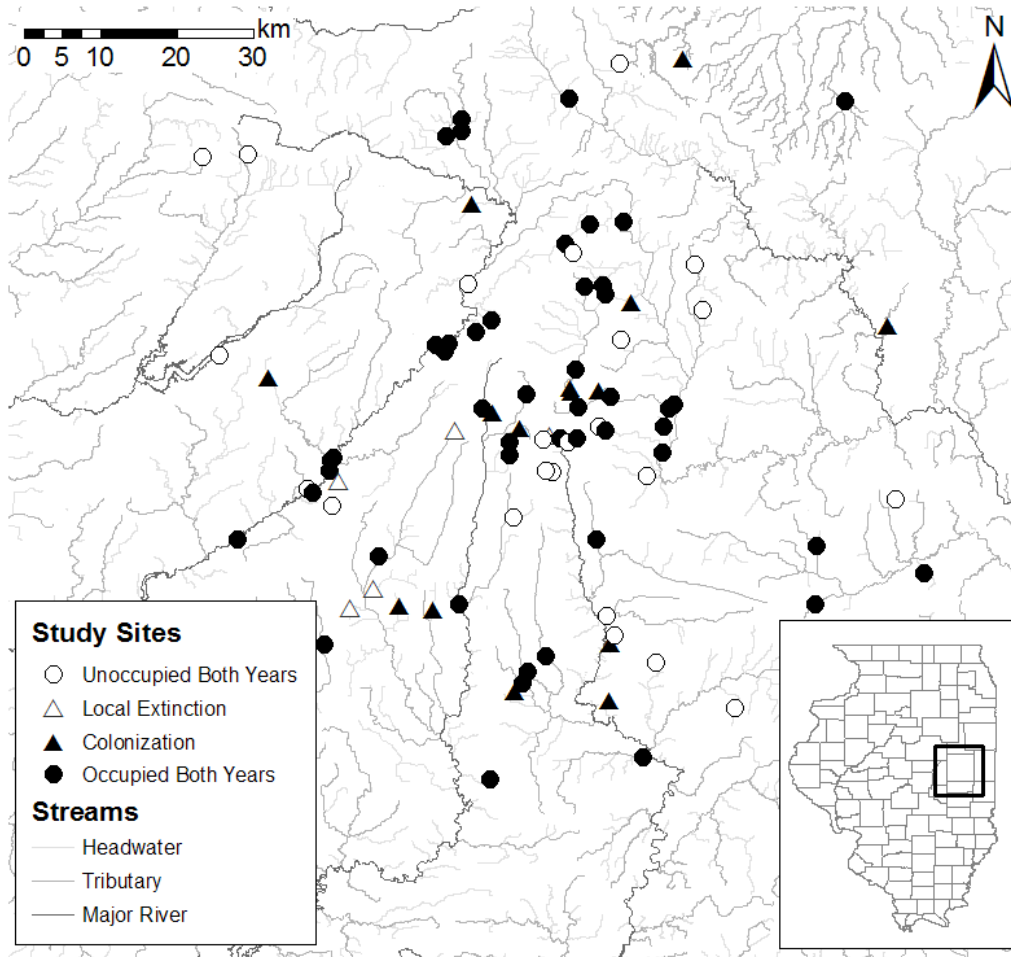 km
0 5 10 20 30
N
Study Sites
Unoccupied Both Years
Local Extinction
Colonization
Occupied Both Years
Streams
Headwater
Tributary
Major River